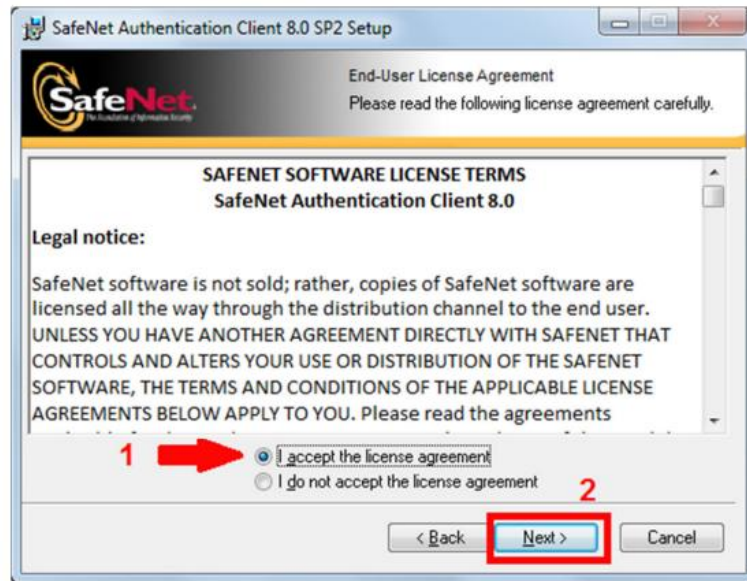 SafeNet Authentication Client 8.0 SP2 Setup
SafeNet.
The Foundation of Information Security
End-User License Agreement
Please read the following license agreement carefully.
SAFENET SOFTWARE LICENSE TERMS
SafeNet Authentication Client 8.0
Legal notice:
SafeNet software is not sold; rather, copies of SafeNet software are
licensed all the way through the distribution channel to the end user.
UNLESS YOU HAVE ANOTHER AGREEMENT DIRECTLY WITH SAFENET THAT
CONTROLS AND ALTERS YOUR USE OR DISTRIBUTION OF THE SAFENET
SOFTWARE, THE TERMS AND CONDITIONS OF THE APPLICABLE LICENSE
AGREEMENTS BELOW APPLY TO YOU. Please read the agreements
1
I accept the license agreement
I do not accept the license agreement
2
< Back
Next >
Cancel